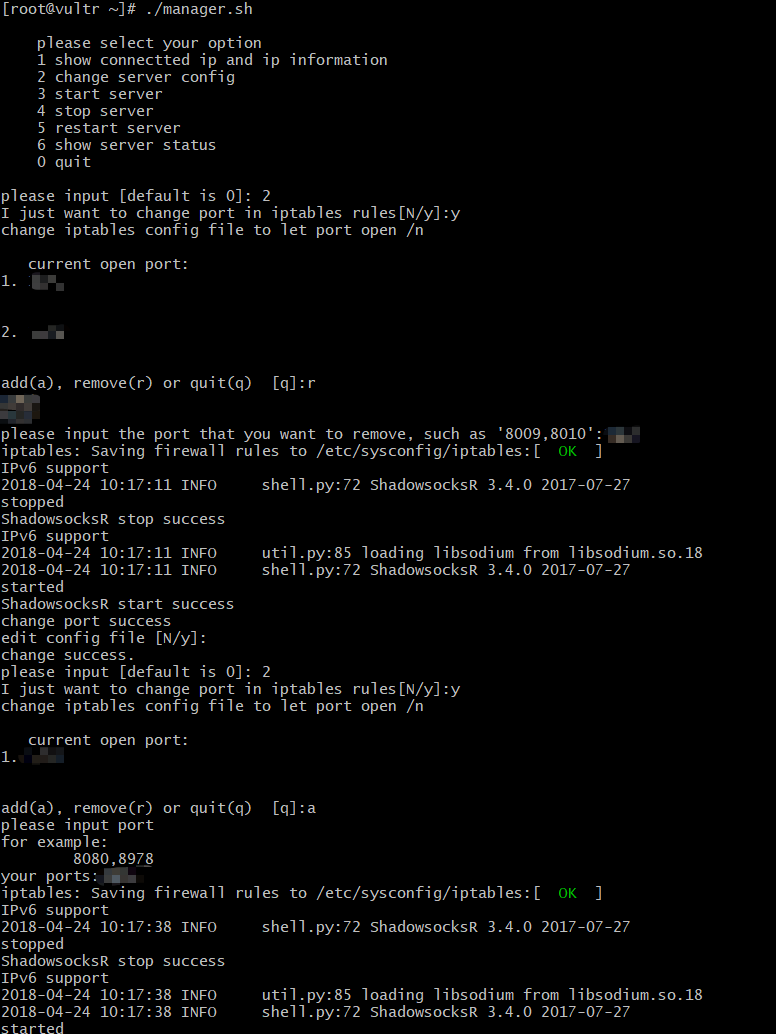 [root@vultr ~]# ./manager.sh
please select your option
1 show connectted ip and ip information
2 change server config
3 start server
4 stop server
5 restart server
6 show server status
0 quit
please input [default is 0]: 2
I just want to change port in iptables rules[N/y]:y
change iptables config file to let port open /n
current open port:
1.
2.
add(a), remove(r) or quit(q)  [q]:r
please input the port that you want to remove, such as '8009,8010':
iptables: Saving firewall rules to /etc/sysconfig/iptables:[  OK  ]
IPv6 support
2018-04-24 10:17:11 INFO     shell.py:72 ShadowsocksR 3.4.0 2017-07-27
stopped
ShadowsocksR stop success
IPv6 support
2018-04-24 10:17:11 INFO     util.py:85 loading libsodium from libsodium.so.18
2018-04-24 10:17:11 INFO     shell.py:72 ShadowsocksR 3.4.0 2017-07-27
started
ShadowsocksR start success
change port success
edit config file [N/y]:
change success.
please input [default is 0]: 2
I just want to change port in iptables rules[N/y]:y
change iptables config file to let port open /n
current open port:
1.
add(a), remove(r) or quit(q)  [q]:a
please input port
for example:
8080,8978
your ports:
iptables: Saving firewall rules to /etc/sysconfig/iptables:[  OK  ]
IPv6 support
2018-04-24 10:17:38 INFO     shell.py:72 ShadowsocksR 3.4.0 2017-07-27
stopped
ShadowsocksR stop success
IPv6 support
2018-04-24 10:17:38 INFO     util.py:85 loading libsodium from libsodium.so.18
2018-04-24 10:17:38 INFO     shell.py:72 ShadowsocksR 3.4.0 2017-07-27
started